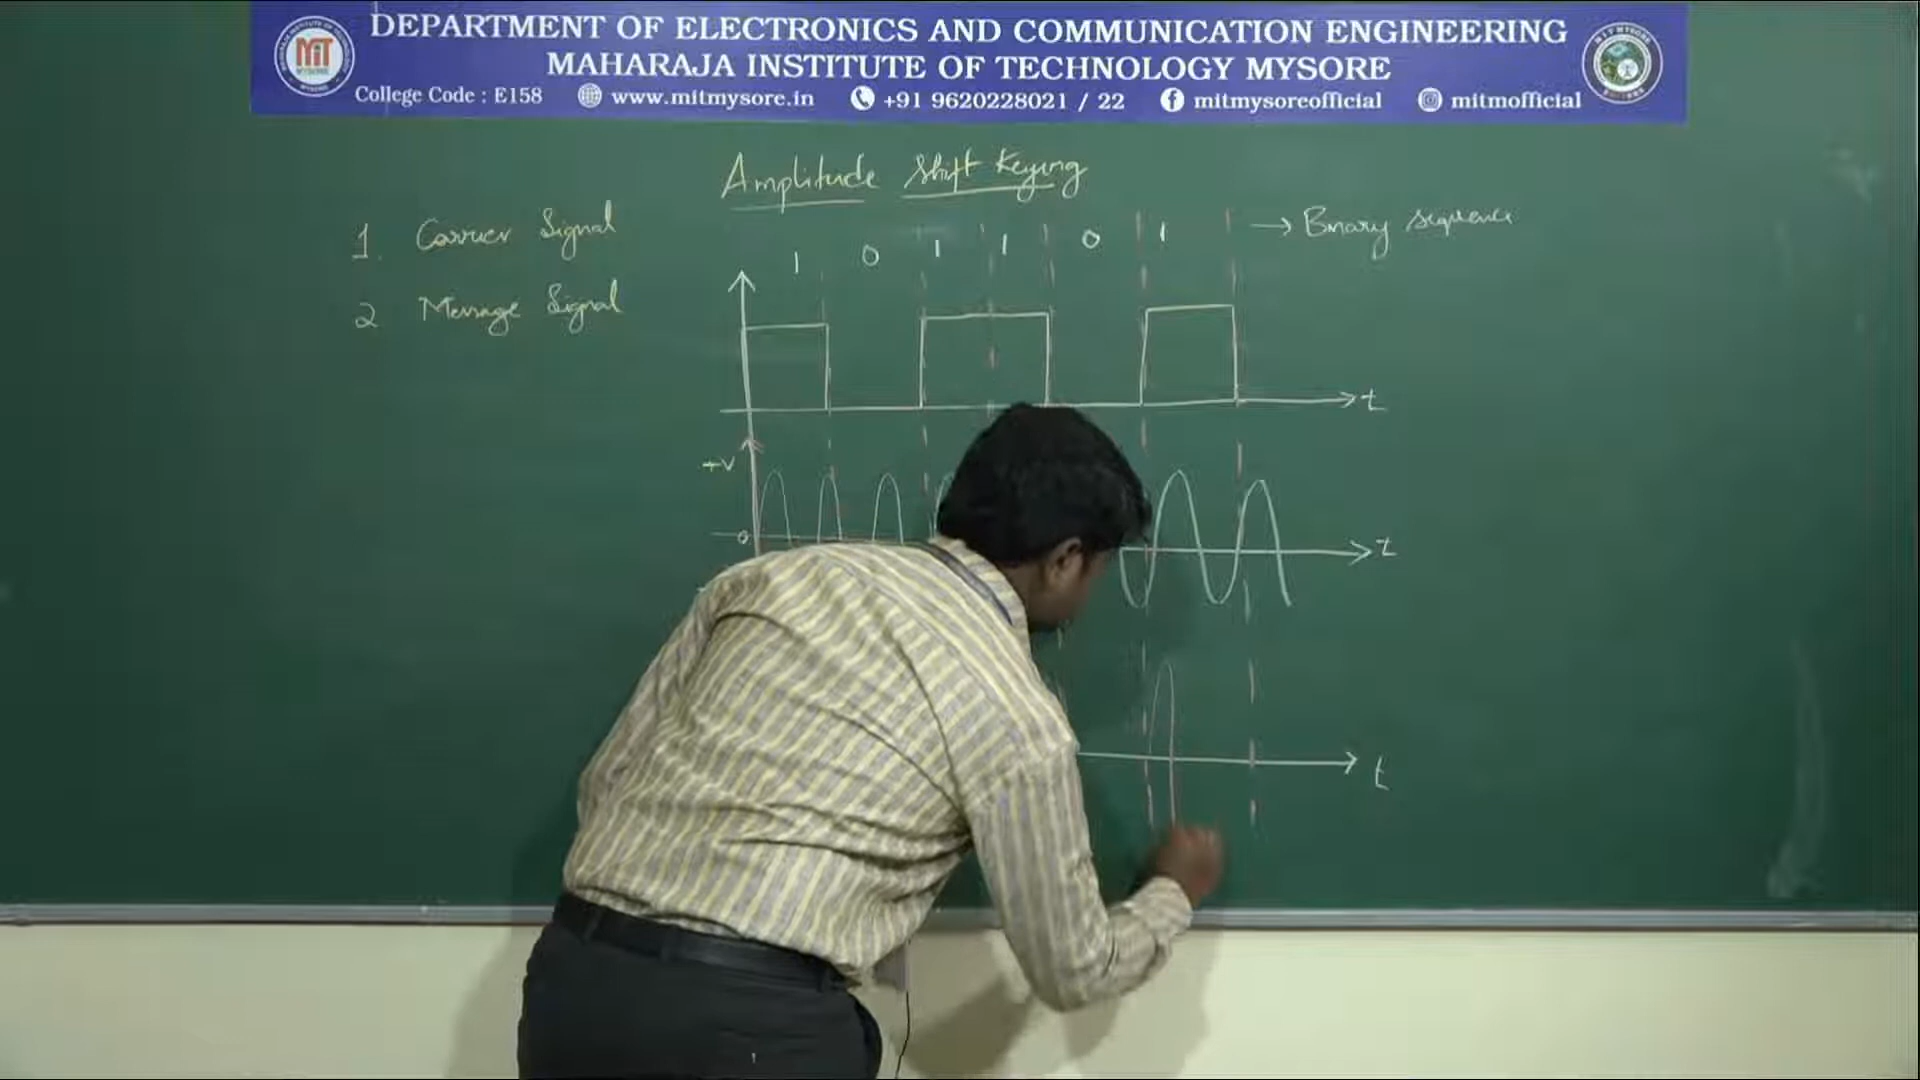 DEPARTMENT OF ELECTRONICS AND COMMUNICATION ENGINEERING
MAHARAJA INSTITUTE OF TECHNOLOGY MYSORE
College Code : E158 www.mitmysore.in +91 9620228021 / 22 mitmysoreofficial mitmofficial
MIT
MYSORE
Amplitude Shift Keying
1. Carrier Signal
2 Message Signal
1 0 1 1 0 1 → Binary sequence
t
+V
0
t
t